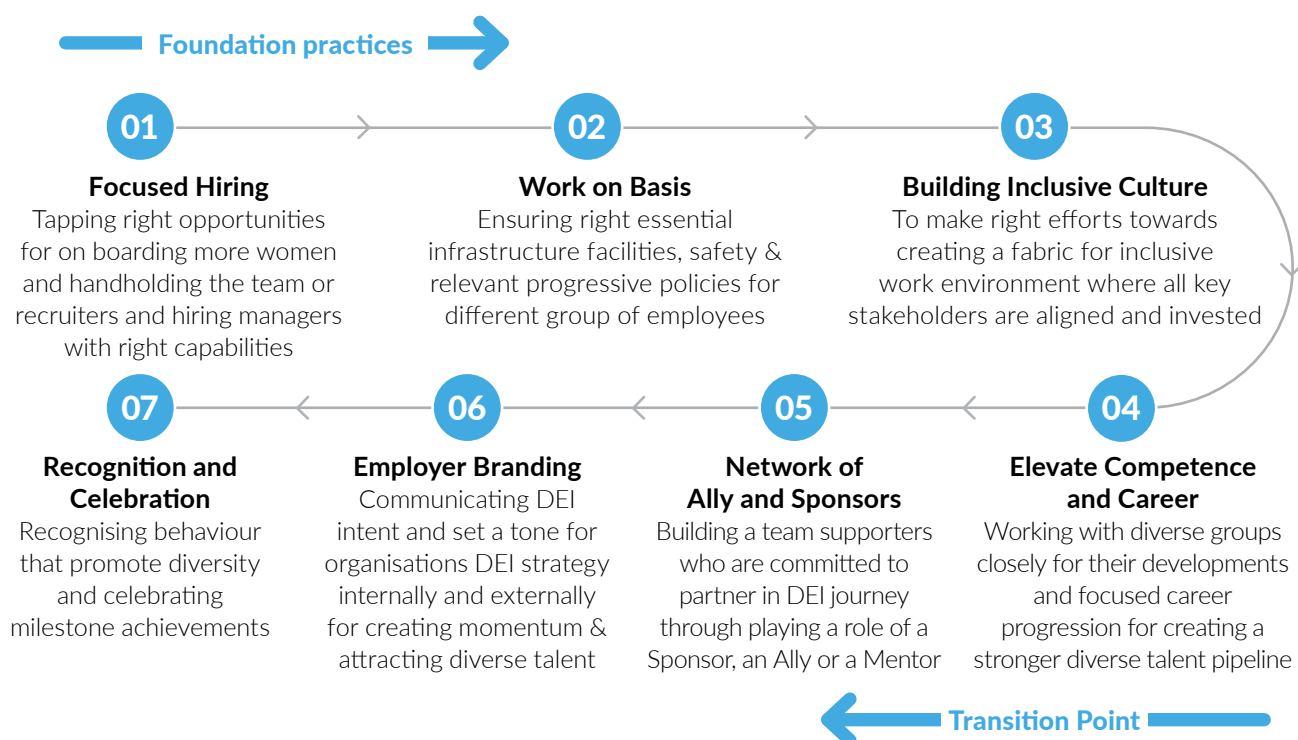 Foundation practices
01
Focused Hiring
Tapping right opportunities
for on boarding more women
and handholding the team or
recruiters and hiring managers
with right capabilities
02
Work on Basis
Ensuring right essential
infrastructure facilities, safety &
relevant progressive policies for
different group of employees
03
Building Inclusive Culture
To make right efforts towards
creating a fabric for inclusive
work environment where all key
stakeholders are aligned and invested
04
Elevate Competence
and Career
Working with diverse groups
closely for their developments
and focused career
progression for creating a
stronger diverse talent pipeline
05
Network of
Ally and Sponsors
Building a team supporters
who are committed to
partner in DEI journey
through playing a role of a
Sponsor, an Ally or a Mentor
06
Employer Branding
Communicating DEI
intent and set a tone for
organisations DEI strategy
internally and externally
for creating momentum &
attracting diverse talent
07
Recognition and
Celebration
Recognising behaviour
that promote diversity
and celebrating
milestone achievements
Transition Point